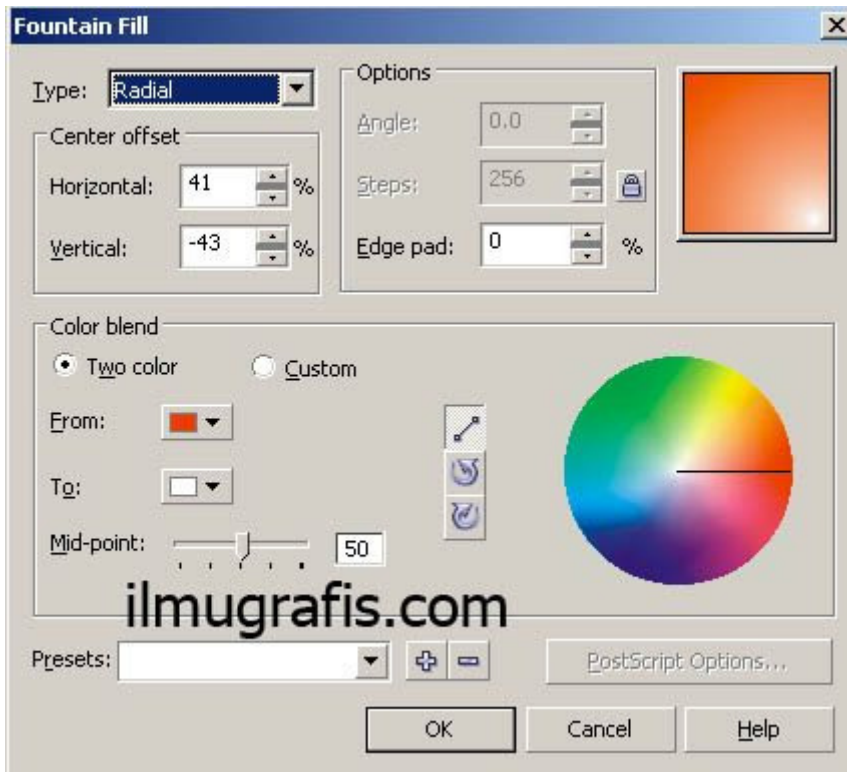 Fountain Fill
Type: Radial
Center offset
Horizontal: 41 %
Vertical: -43 %
Options
Angle: 0.0
Steps: 256
Edge pad: 0 %
Color blend
Two color Custom
From:
To:
Mid-point: 50
ilmugrafis.com
Presets:
PostScript Options...
OK Cancel Help